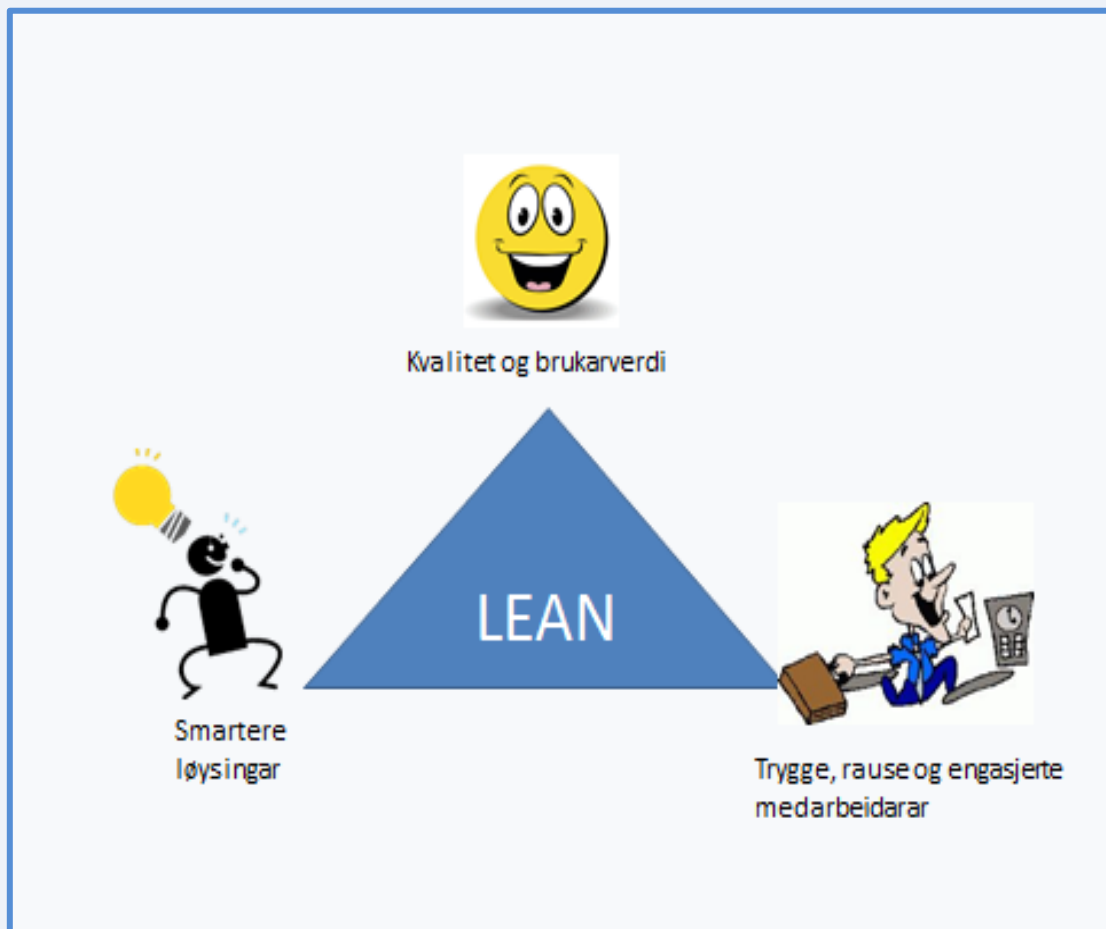 Kvalitet og brukarverdi
LEAN
Smartere
løysingar
Trygge, rause og engasjerte
medarbeidarar